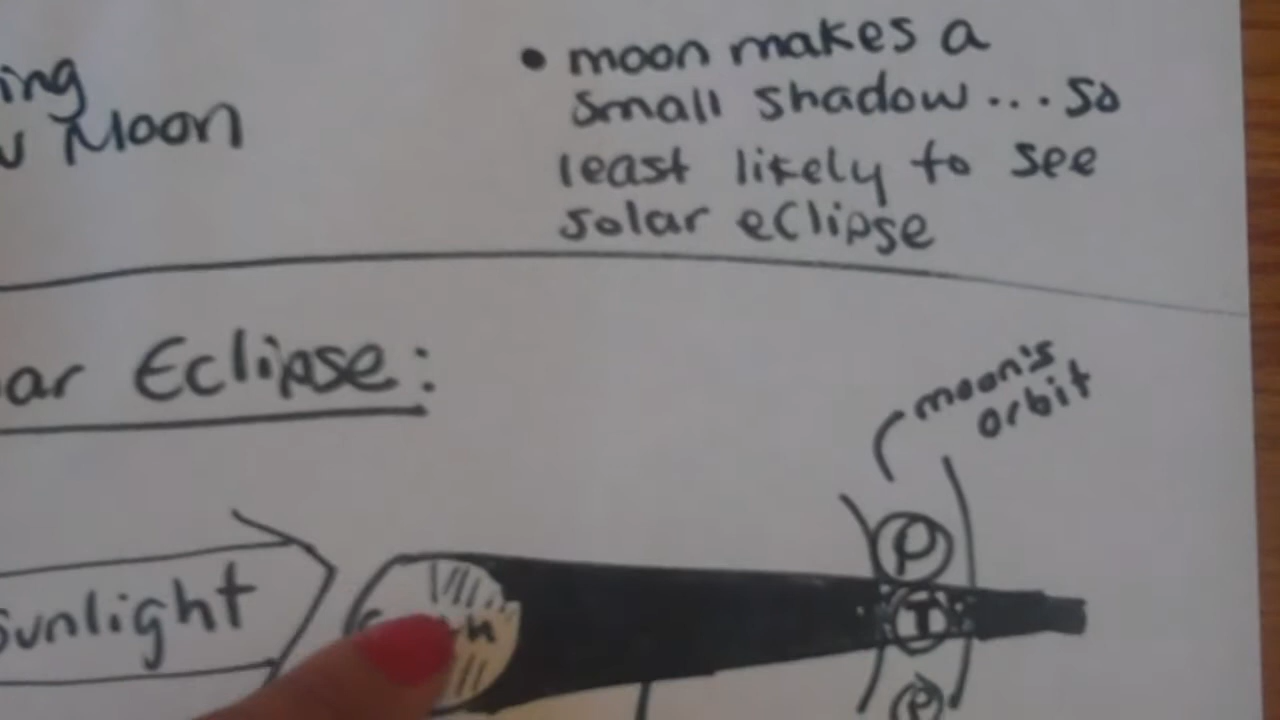 ing
Moon
• moon makes a
small shadow... so
least likely to see
solar eclipse
ar Eclipse:
moon's
orbit
sunlight
P
T
P